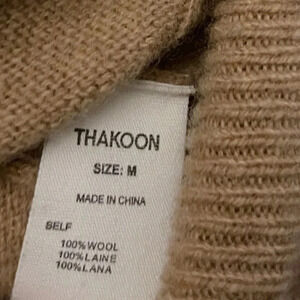 THAKOON
SIZE: M
MADE IN CHINA
SELF
100%WOOL
100%LAINE
100%LANA